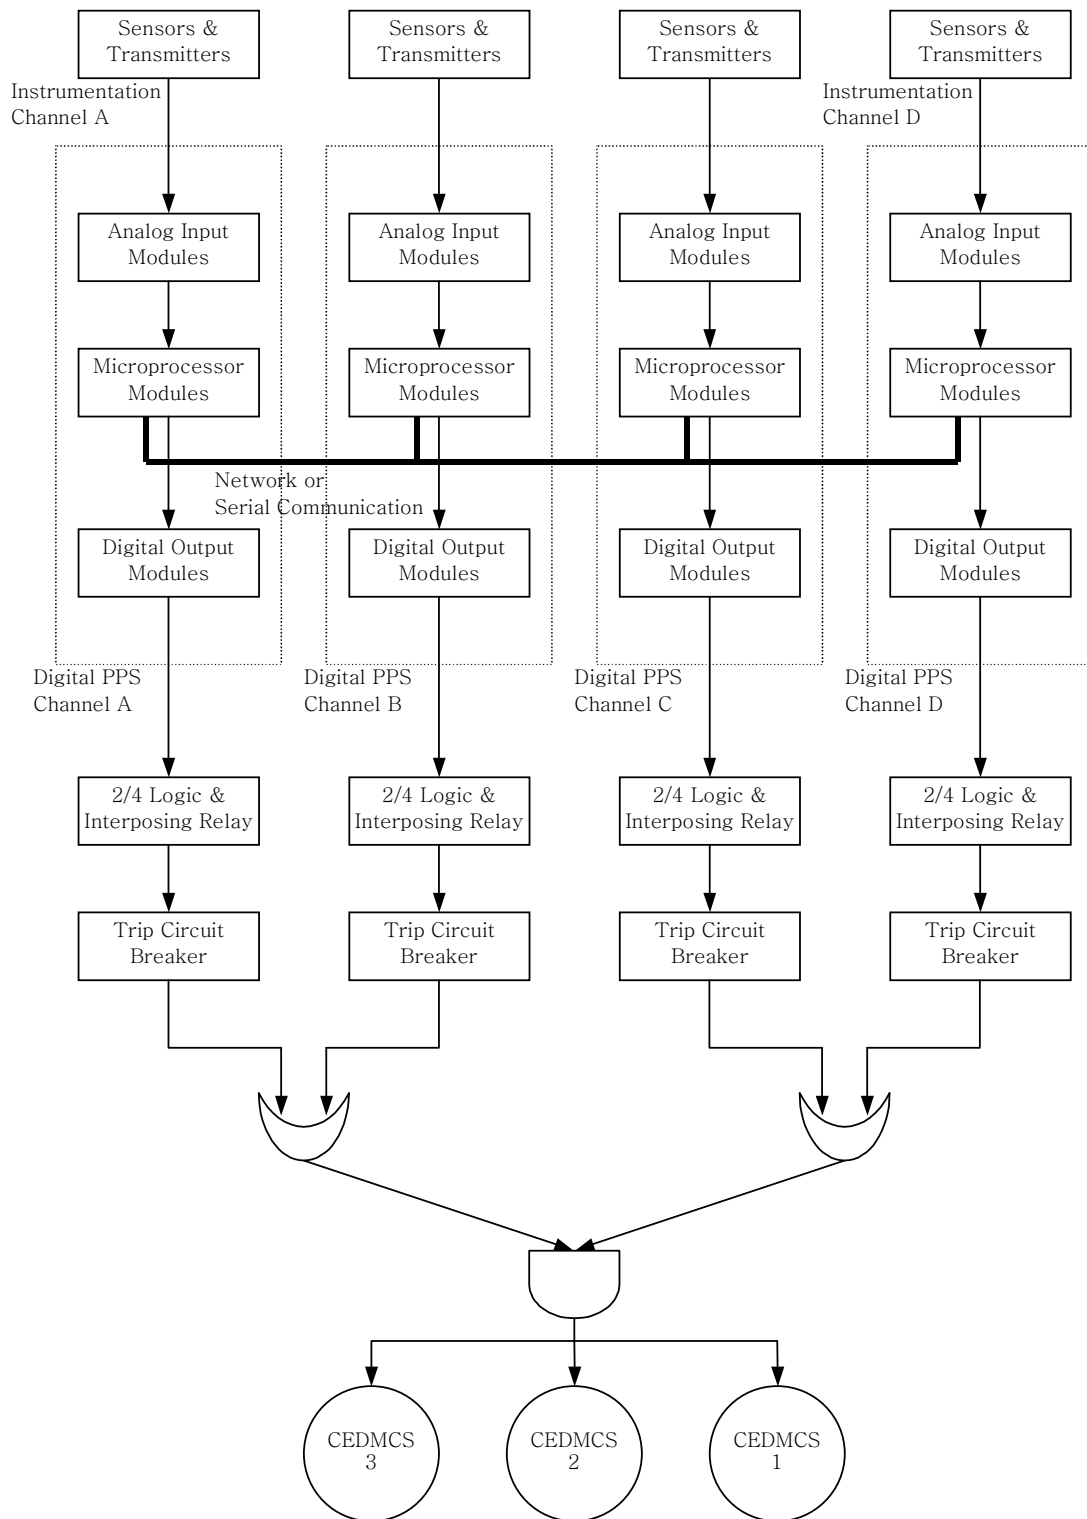 Sensors &
Transmitters
Sensors &
Transmitters
Sensors &
Transmitters
Sensors &
Transmitters
Instrumentation
Channel A
Instrumentation
Channel D
Analog Input
Modules
Analog Input
Modules
Analog Input
Modules
Analog Input
Modules
Microprocessor
Modules
Microprocessor
Modules
Microprocessor
Modules
Microprocessor
Modules
Network or
Serial Communication
Digital Output
Modules
Digital Output
Modules
Digital Output
Modules
Digital Output
Modules
Digital PPS
Channel A
Digital PPS
Channel B
Digital PPS
Channel C
Digital PPS
Channel D
2/4 Logic &
Interposing Relay
2/4 Logic &
Interposing Relay
2/4 Logic &
Interposing Relay
2/4 Logic &
Interposing Relay
Trip Circuit
Breaker
Trip Circuit
Breaker
Trip Circuit
Breaker
Trip Circuit
Breaker
CEDMCS
3
CEDMCS
2
CEDMCS
1